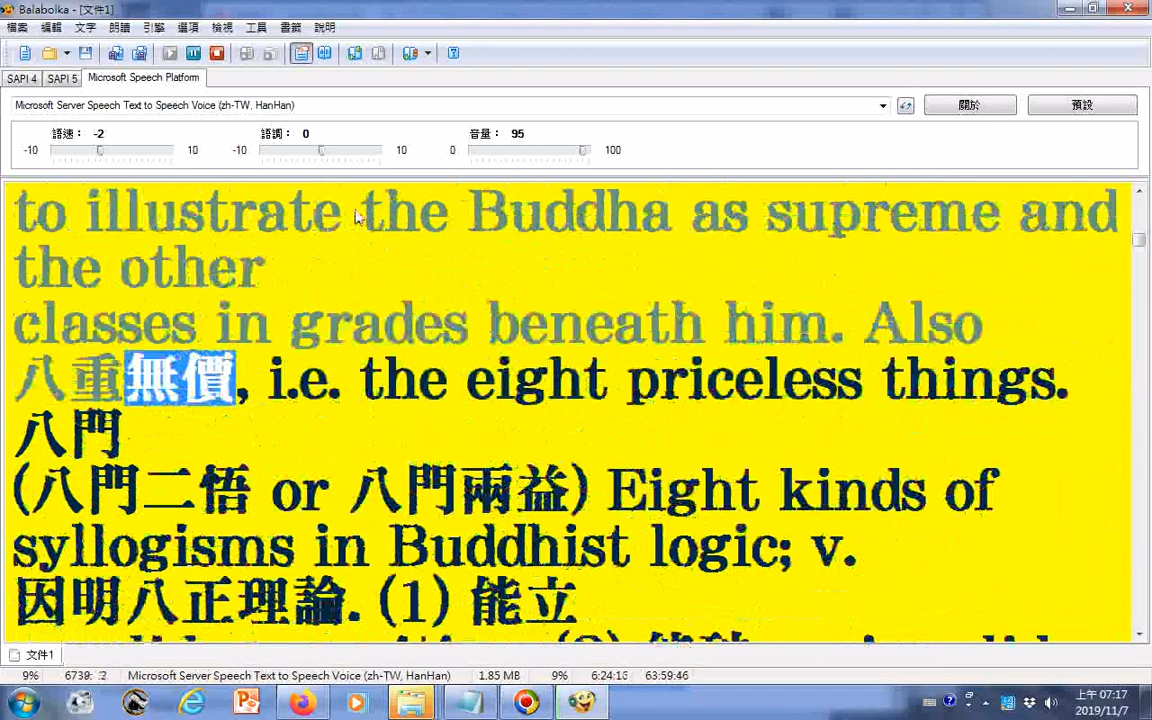 Balabolka - [文件1]
檔案 編輯 文字 朗讀 引擎 選項 檢視 工具 書籤 說明
SAPI 4 SAPI 5 Microsoft Speech Platform
Microsoft Server Speech Text to Speech Voice (zh-TW, HanHan) 關於 預設
語速： -2 語調： 0 音量： 95
-10 10 -10 10 0 100
to illustrate the Buddha as supreme and
the other
classes in grades beneath him. Also
八重無價, i.e. the eight priceless things.
八門
(八門二悟 or 八門兩益) Eight kinds of
syllogisms in Buddhist logic; v.
因明八正理論. (1) 能立
文件1
9% Microsoft Server Speech Text to Speech Voice (zh-TW, HanHan) 1.85 MB 9% 6:24:13 63:59:46
上午 07:17
2019/11/7